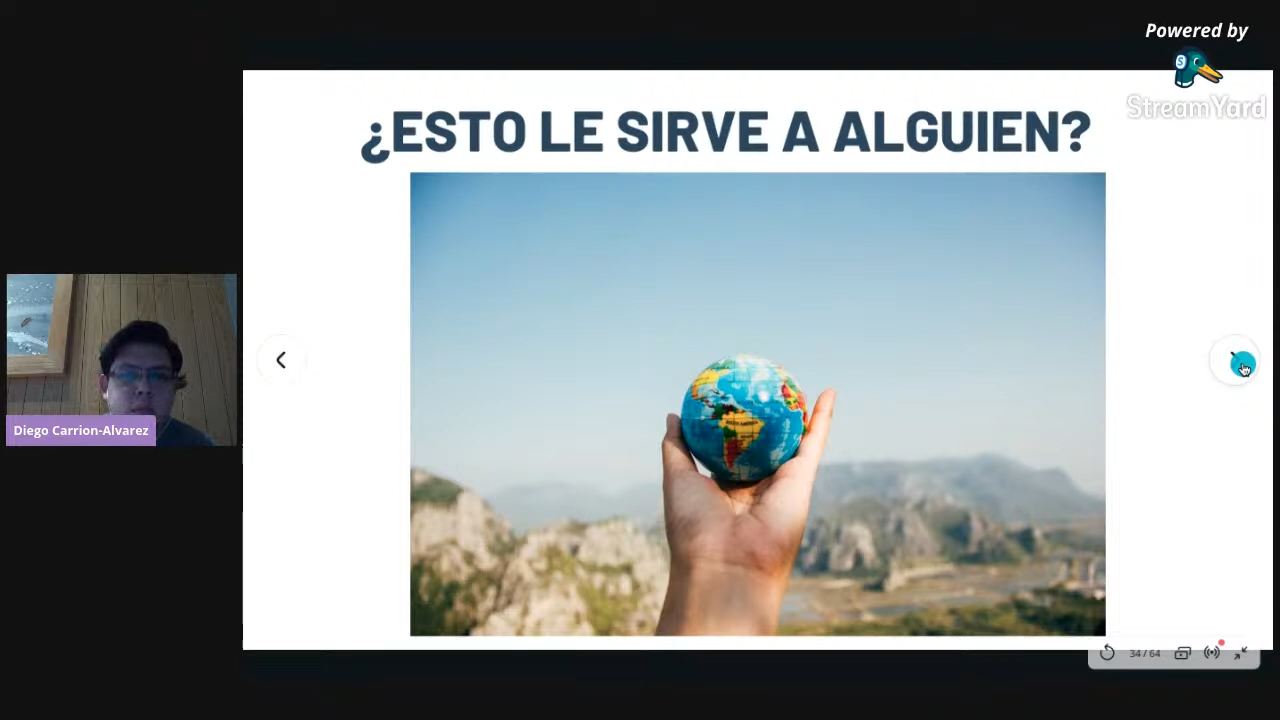 Powered by
StreamYard
¿ESTO LE SIRVE A ALGUIEN?
Diego Carrion-Alvarez
34 / 64